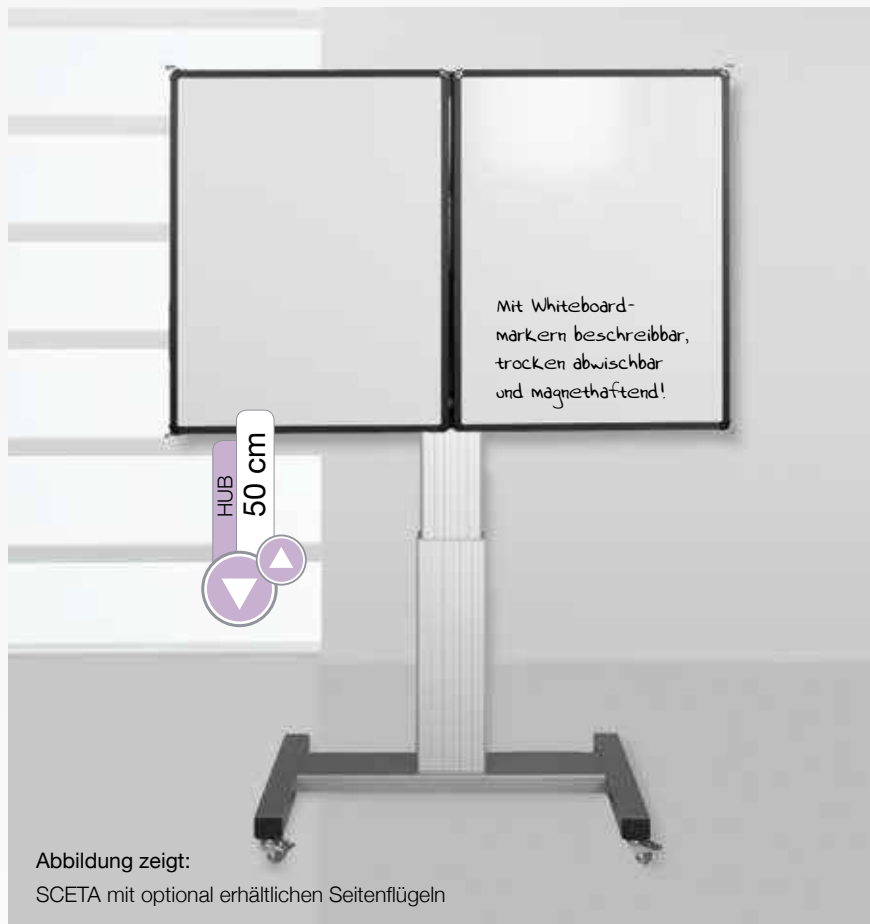 Mit Whiteboard-
markern beschreibbar,
trocken abwischbar
und magnethaftend!
HUB
50 cm
Abbildung zeigt:
SCETA mit optional erhältlichen Seitenflügeln